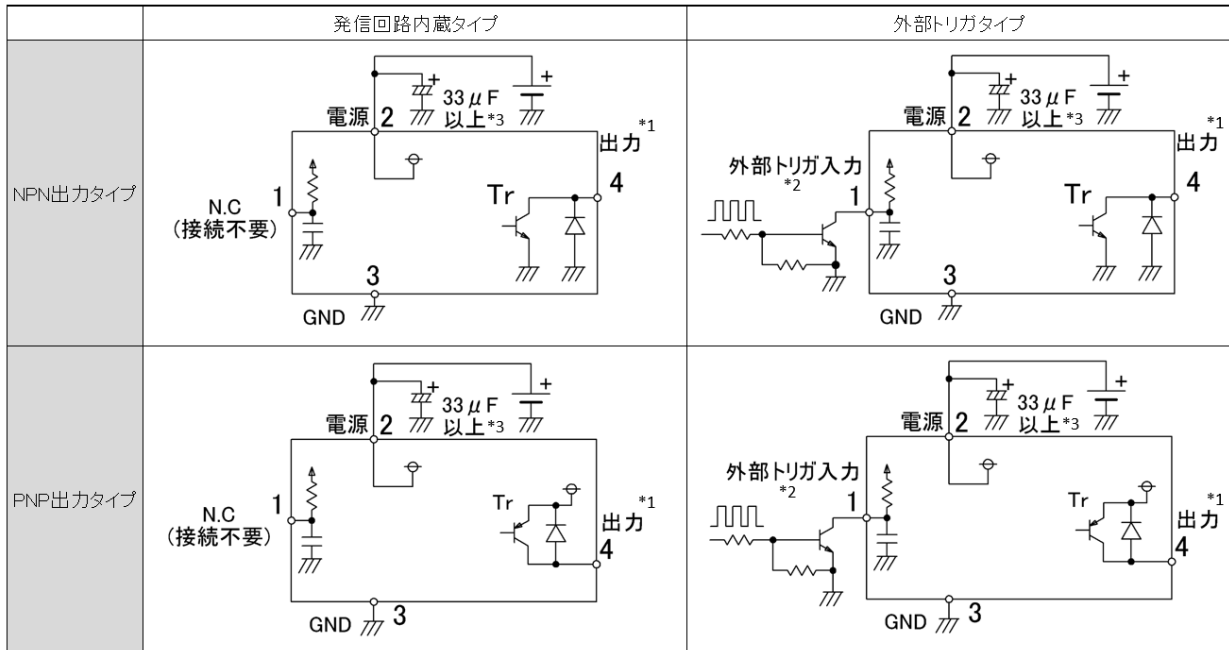 発信回路内蔵タイプ
外部トリガタイプ
NPN出力タイプ
電源 2
33μF
以上*3
+
+
出力*1
1
N.C
(接続不要)
Tr
4
3
GND
電源 2
33μF
以上*3
+
+
出力*1
外部トリガ入力
*2
1
Tr
4
3
GND
PNP出力タイプ
電源 2
33μF
以上*3
+
+
1
N.C
(接続不要)
Tr
*1
出力
4
GND 3
電源 2
33μF
以上*3
+
+
外部トリガ入力
*2
1
Tr
*1
出力
4
GND 3